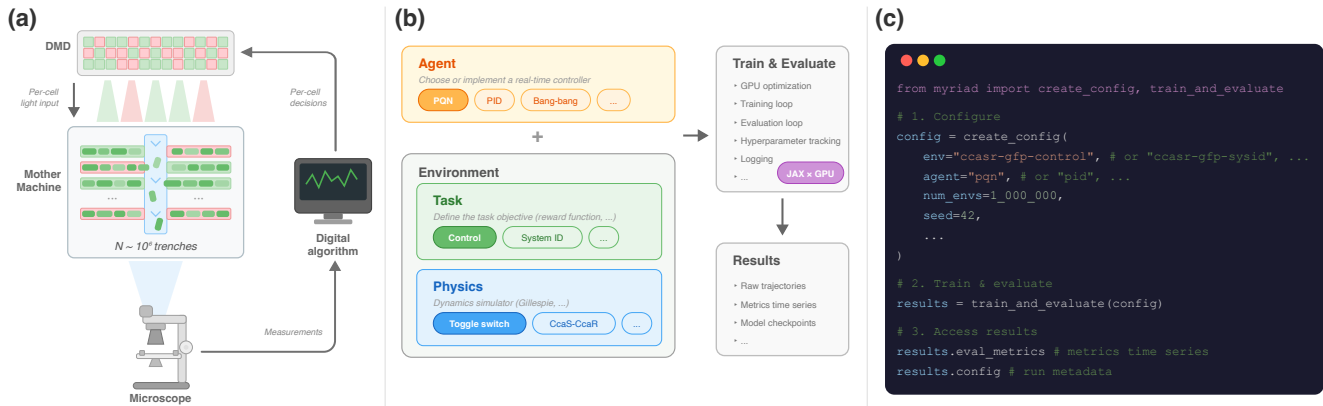 (a)
DMD
Per-cell
light input
Per-cell
decisions
Mother
Machine
...
...
N ~ 10⁶ trenches
Digital
algorithm
Measurements
Microscope
(b)
Agent
Choose or implement a real-time controller
PQN
PID
Bang-bang
...
+
Environment
Task
Define the task objective (reward function, ...)
Control
System ID
...
Physics
Dynamics simulator (Gillespie, ...)
Toggle switch
CcaS-CcaR
...
Train & Evaluate
‣ GPU optimization
‣ Training loop
‣ Evaluation loop
‣ Hyperparameter tracking
‣ Logging
‣ ...
JAX × GPU
Results
‣ Raw trajectories
‣ Metrics time series
‣ Model checkpoints
‣ ...
(c)
from myriad import create_config, train_and_evaluate
# 1. Configure
config = create_config(
env="ccasr-gfp-control", # or "ccasr-gfp-sysid", ...
agent="pqn", # or "pid", ...
num_envs=1_000_000,
seed=42,
...
)
# 2. Train & evaluate
results = train_and_evaluate(config)
# 3. Access results
results.eval_metrics # metrics time series
results.config # run metadata